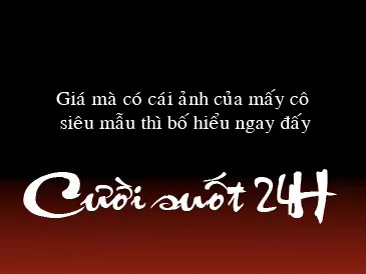 Giá mà có cái ảnh của mấy cô
siêu mẫu thì bố hiểu ngay đấy
Cười suốt 24H